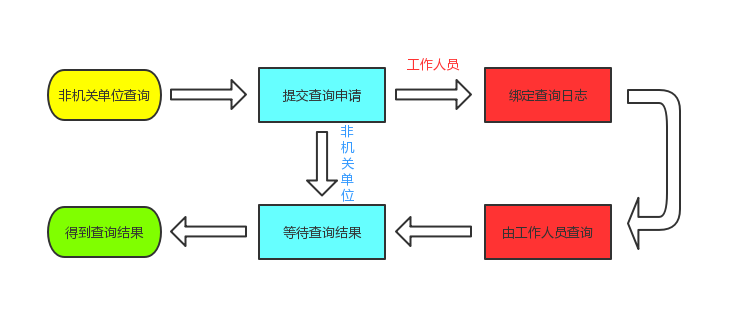 工作人员
非机关单位查询
提交查询申请
绑定查询日志
非
机
关
单
位
得到查询结果
等待查询结果
由工作人员查询